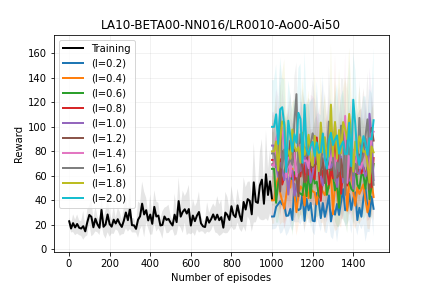 LA10-BETA00-NN016/LR0010-Ao00-Ai50
Reward
160
140
120
100
80
60
40
20
0
Training
(l=0.2)
(l=0.4)
(l=0.6)
(l=0.8)
(l=1.0)
(l=1.2)
(l=1.4)
(l=1.6)
(l=1.8)
(l=2.0)
0 200 400 600 800 1000 1200 1400
Number of episodes